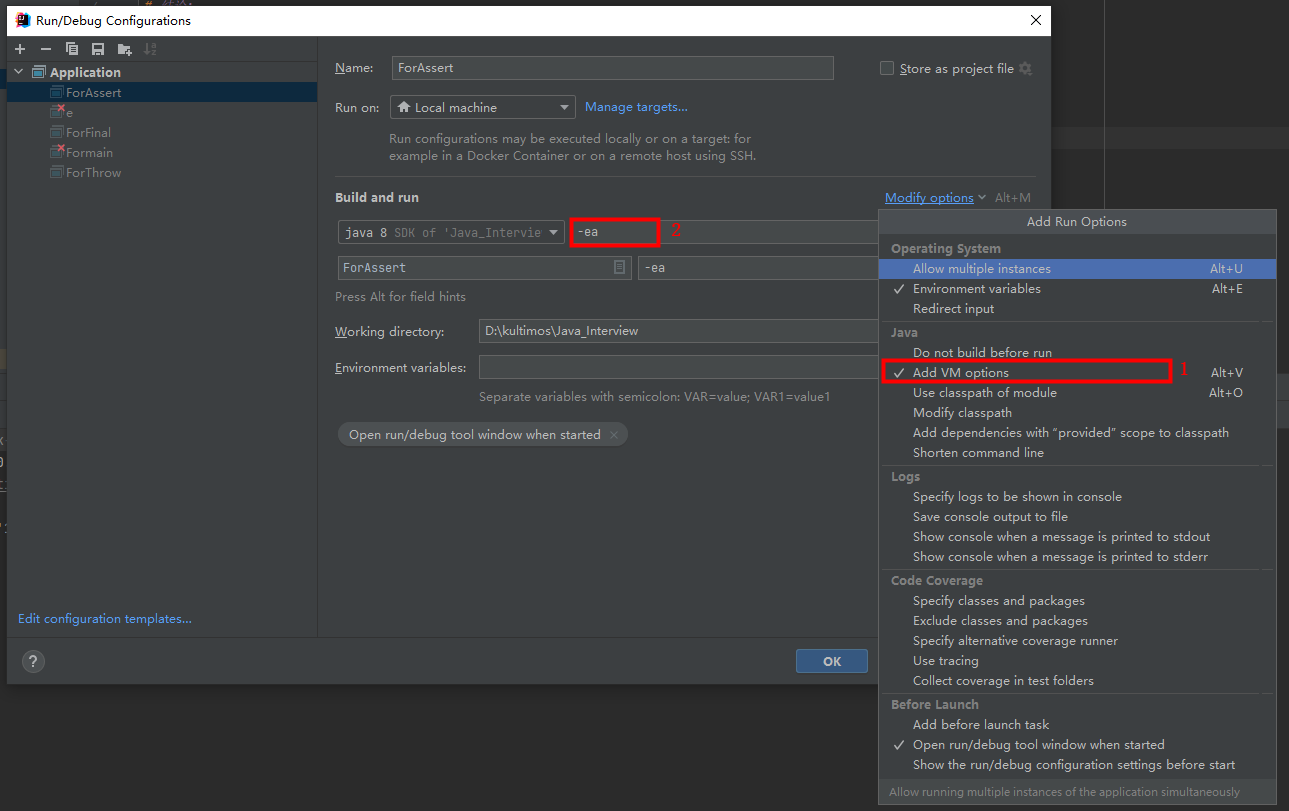 Run/Debug Configurations
Application
ForAssert
e
ForFinal
Formain
ForThrow
Edit configuration templates...
?
Name:
ForAssert
Store as project file
Run on:
Local machine
Manage targets...
Run configurations may be executed locally or on a target: for
example in a Docker Container or on a remote host using SSH.
Build and run
Modify options Alt+M
java 8 SDK of 'Java_Intervie
-ea
2
ForAssert
-ea
Press Alt for field hints
Working directory:
D:\kultimos\Java_Interview
Environment variables:
Separate variables with semicolon: VAR=value; VAR1=value1
Open run/debug tool window when started
OK
Add Run Options
Operating System
Allow multiple instances Alt+U
Environment variables Alt+E
Redirect input
Java
Do not build before run
Add VM options Alt+V
1
Use classpath of module Alt+O
Modify classpath
Add dependencies with “provided” scope to classpath
Shorten command line
Logs
Specify logs to be shown in console
Save console output to file
Show console when a message is printed to stdout
Show console when a message is printed to stderr
Code Coverage
Specify classes and packages
Exclude classes and packages
Specify alternative coverage runner
Use tracing
Collect coverage in test folders
Before Launch
Add before launch task
Open run/debug tool window when started
Show the run/debug configuration settings before start
Allow running multiple instances of the application simultaneously